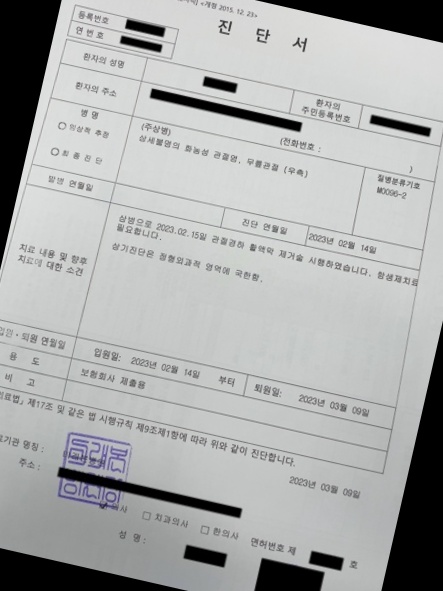 <개정 2015. 12. 23>
진 단 서
등록번호
연 번 호
환자의 성명
환자의 주민등록번호
환자의 주소
(전화번호 : )
병 명
○ 임상적 추정
○ 최 종 진 단
(주상병)
상세불명의 화농성 관절염, 무릎관절 (우측)
질병분류기호
M0096-2
발병 연월일
진단 연월일
2023년 02월 14일
치료 내용 및 향후
치료에 대한 소견
상병으로 2023.02.15일 관절경하 활액막 제거술 시행하였습니다. 항생제치료
필요합니다.
상기진단은 정형외과적 영역에 국한함.
입원·퇴원 연월일
입원일: 2023년 02월 14일 부터
퇴원일: 2023년 03월 09일
용 도
보험회사 제출용
비 고
제17조 및 같은 법 시행규칙 제9조제1항에 따라 위와 같이 진단합니다.
2023년 03월 09일
명칭 :
주소 :
□ 치과의사 □ 한의사 면허번호 제 호
성 명 :